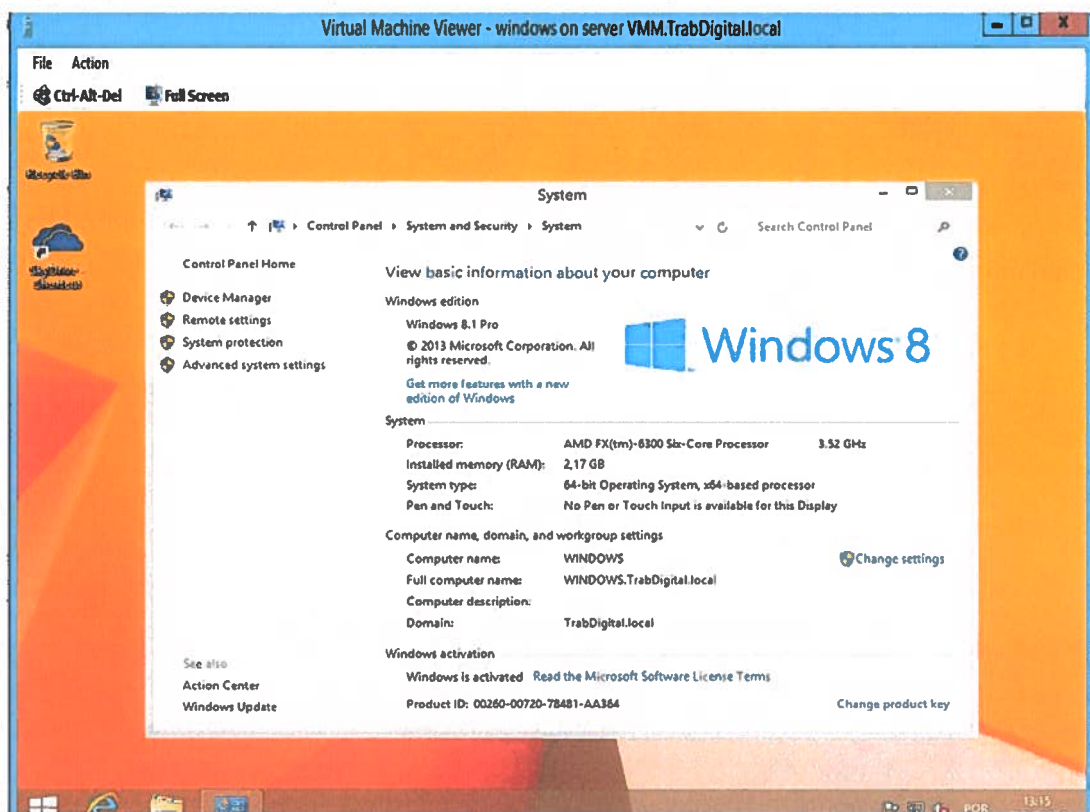 Virtual Machine Viewer - windows on server VMM.TrabDigital.local
File Action
Ctrl-Alt-Del Full Screen
System
Control Panel System and Security System
Search Control Panel
Control Panel Home
Device Manager
Remote settings
System protection
Advanced system settings
View basic information about your computer
Windows edition
Windows 8.1 Pro
© 2013 Microsoft Corporation. All
rights reserved.
Get more features with a new
edition of Windows
Windows 8
System
Processor: AMD FX(tm)-6300 Six-Core Processor 3.52 GHz
Installed memory (RAM): 2,17 GB
System type: 64-bit Operating System, x64-based processor
Pen and Touch: No Pen or Touch Input is available for this Display
Computer name, domain, and workgroup settings
Computer name: WINDOWS
Change settings
Full computer name: WINDOWS.TrabDigital.local
Computer description:
Domain: TrabDigital.local
Windows activation
Windows is activated Read the Microsoft Software License Terms
Product ID: 00260-00720-78481-AA364
Change product key
See also
Action Center
Windows Update
POR
13:15